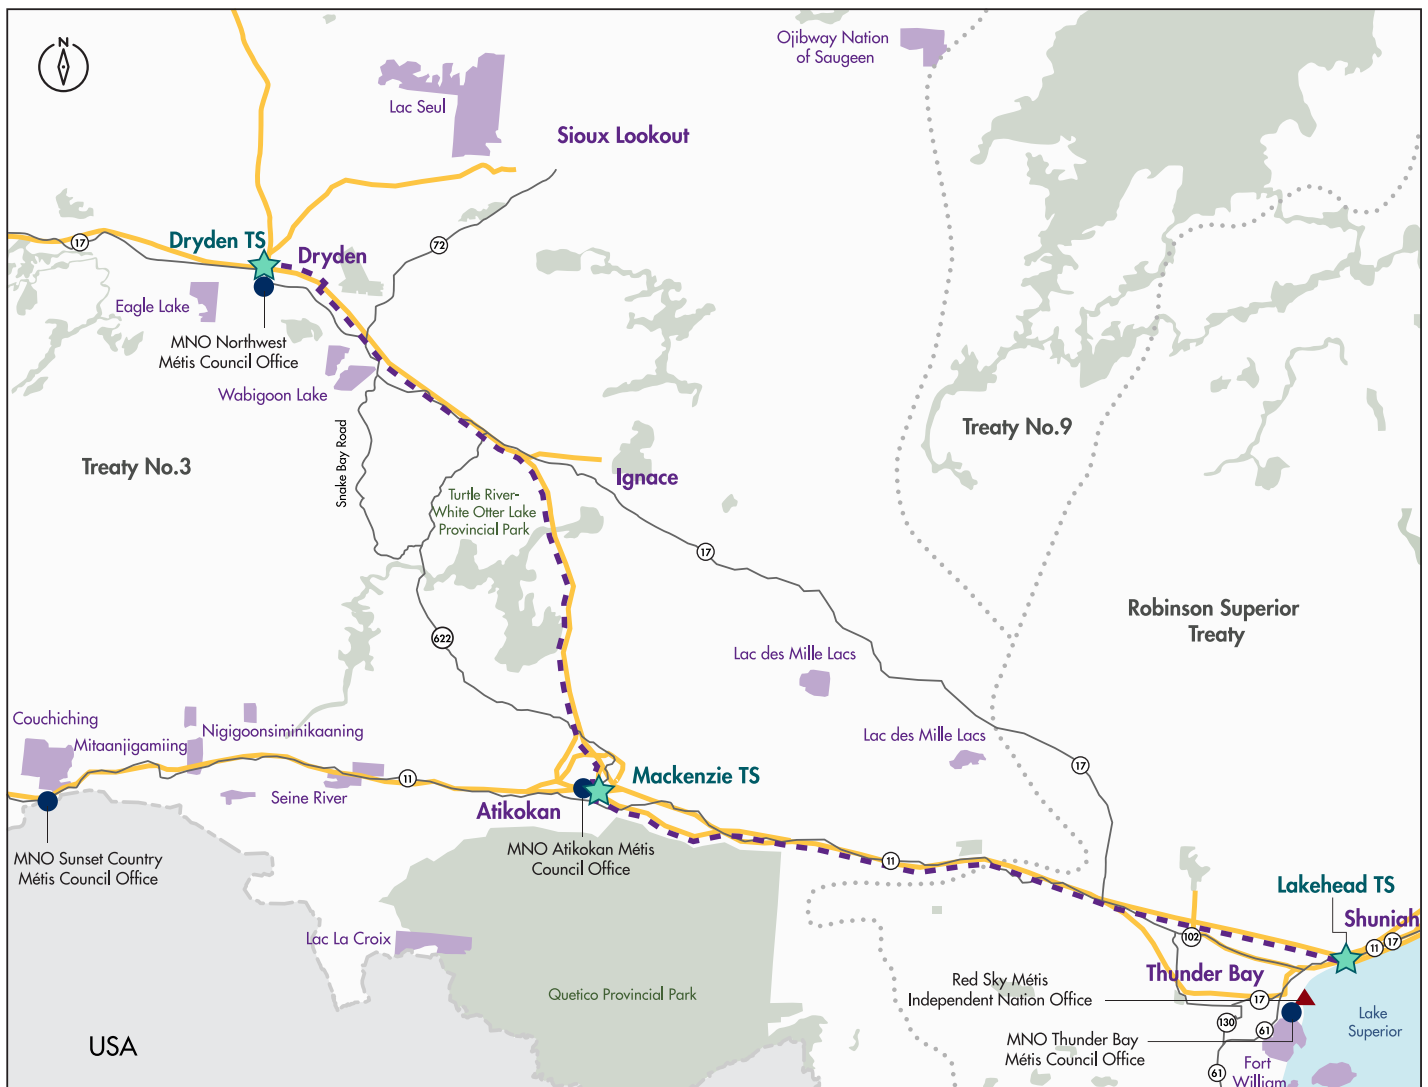 N
Ojibway Nation
of Saugeen
Lac Seul
Sioux Lookout
Dryden TS
17
72
Dryden
Eagle Lake
MNO Northwest
Métis Council Office
Wabigoon Lake
Treaty No.9
Snake Bay Road
Treaty No.3
Ignace
Turtle River-
White Otter Lake
Provincial Park
17
Robinson Superior
Treaty
622
Lac des Mille Lacs
Couchiching
Nigigoonsiminikaaning
Mitaanjigamiing
Lac des Mille Lacs
17
11
Seine River
Mackenzie TS
Atikokan
MNO Sunset Country
Métis Council Office
MNO Atikokan Métis
Council Office
11
Lakehead TS
Shuniah
Lac La Croix
102
11
17
Thunder Bay
Red Sky Métis
Independent Nation Office
17
Quetico Provincial Park
Lake
Superior
130
61
MNO Thunder Bay
Métis Council Office
USA
61
Fort
William